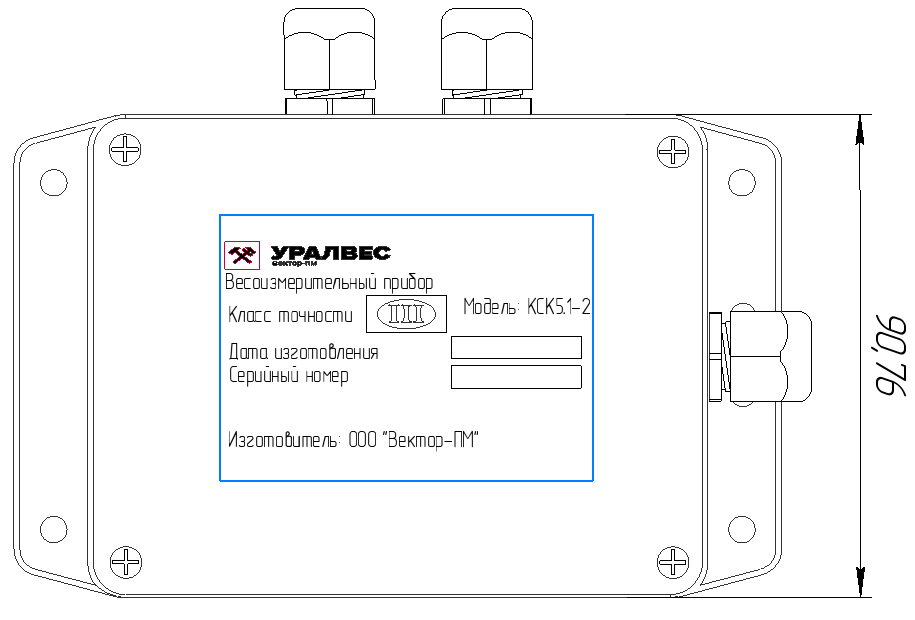 УРАЛВЕС
вектор-пм
Весоизмерительный прибор
Класс точности III Модель: КСК5.1-2
Дата изготовления
Серийный номер
Изготовитель: ООО "Вектор-ПМ"
90,76